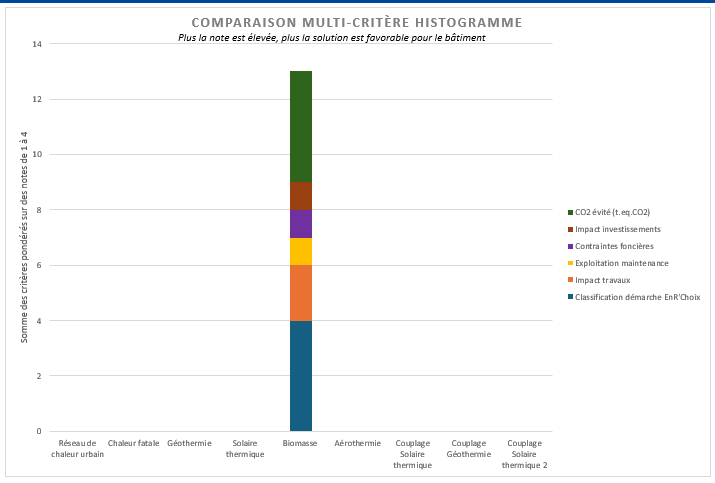 COMPARAISON MULTI-CRITÈRE HISTOGRAMME
Plus la note est élevée, plus la solution est favorable pour le bâtiment
Somme des critères pondérés sur des notes de 1 à 4
14
12
10
8
6
4
2
0
Réseau de
chaleur urbain
Chaleur fatale
Géothermie
Solaire
thermique
Biomasse
Aérothermie
Couplage
Solaire
thermique
Couplage
Géothermie
Couplage
Solaire
thermique 2
CO2 évité (t.eq.CO2)
Impact investissements
Contraintes foncières
Exploitation maintenance
Impact travaux
Classification démarche EnR'Choix